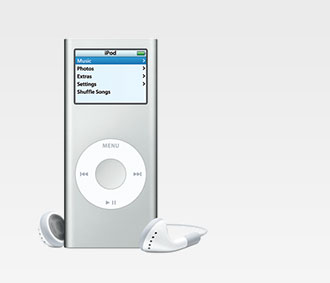 iPod
Music
Photos
Extras
Settings
Shuffle Songs
MENU